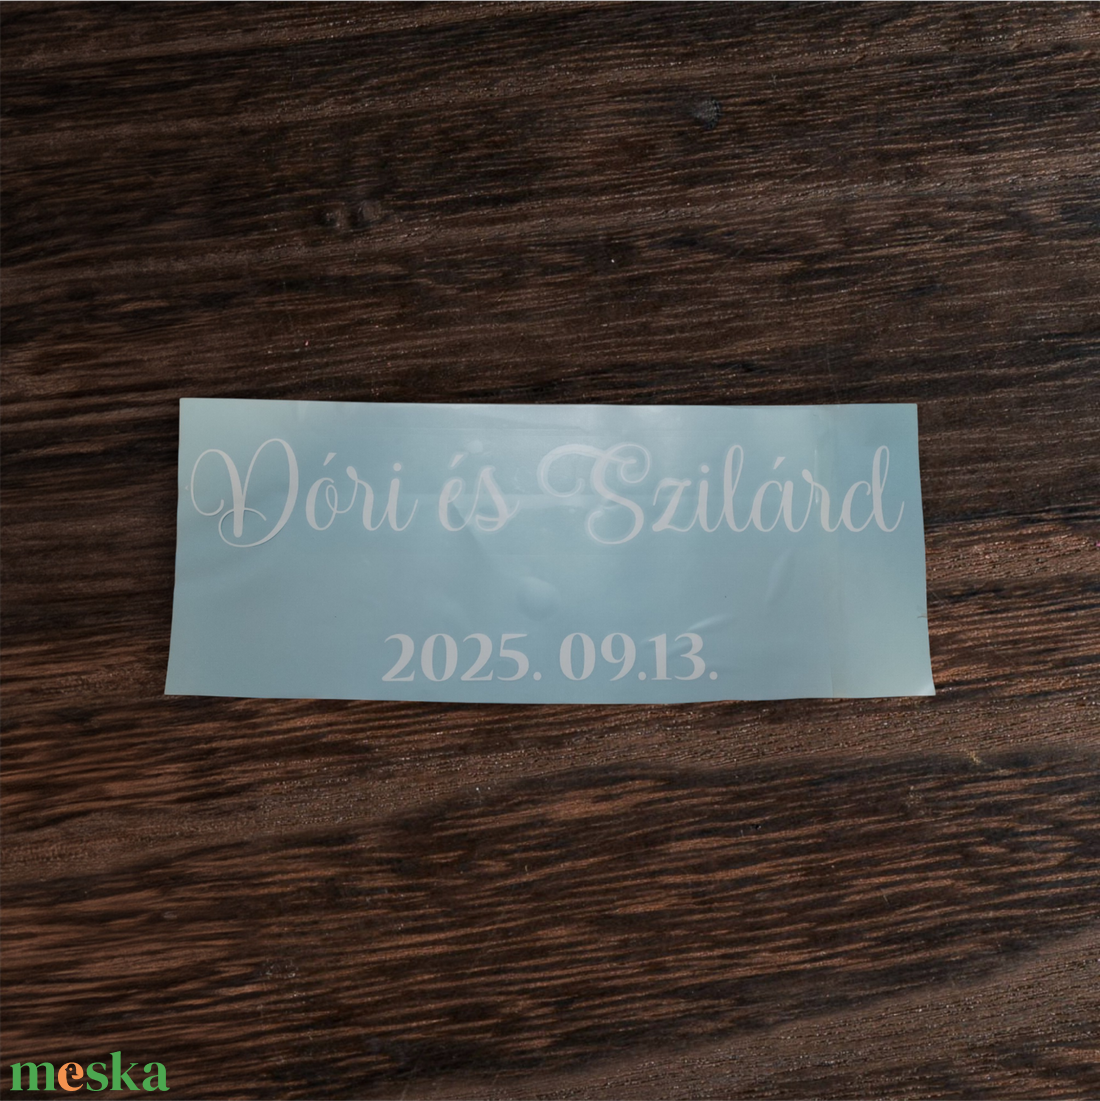 Dóri és Szilárd
2025. 09.13.
meska